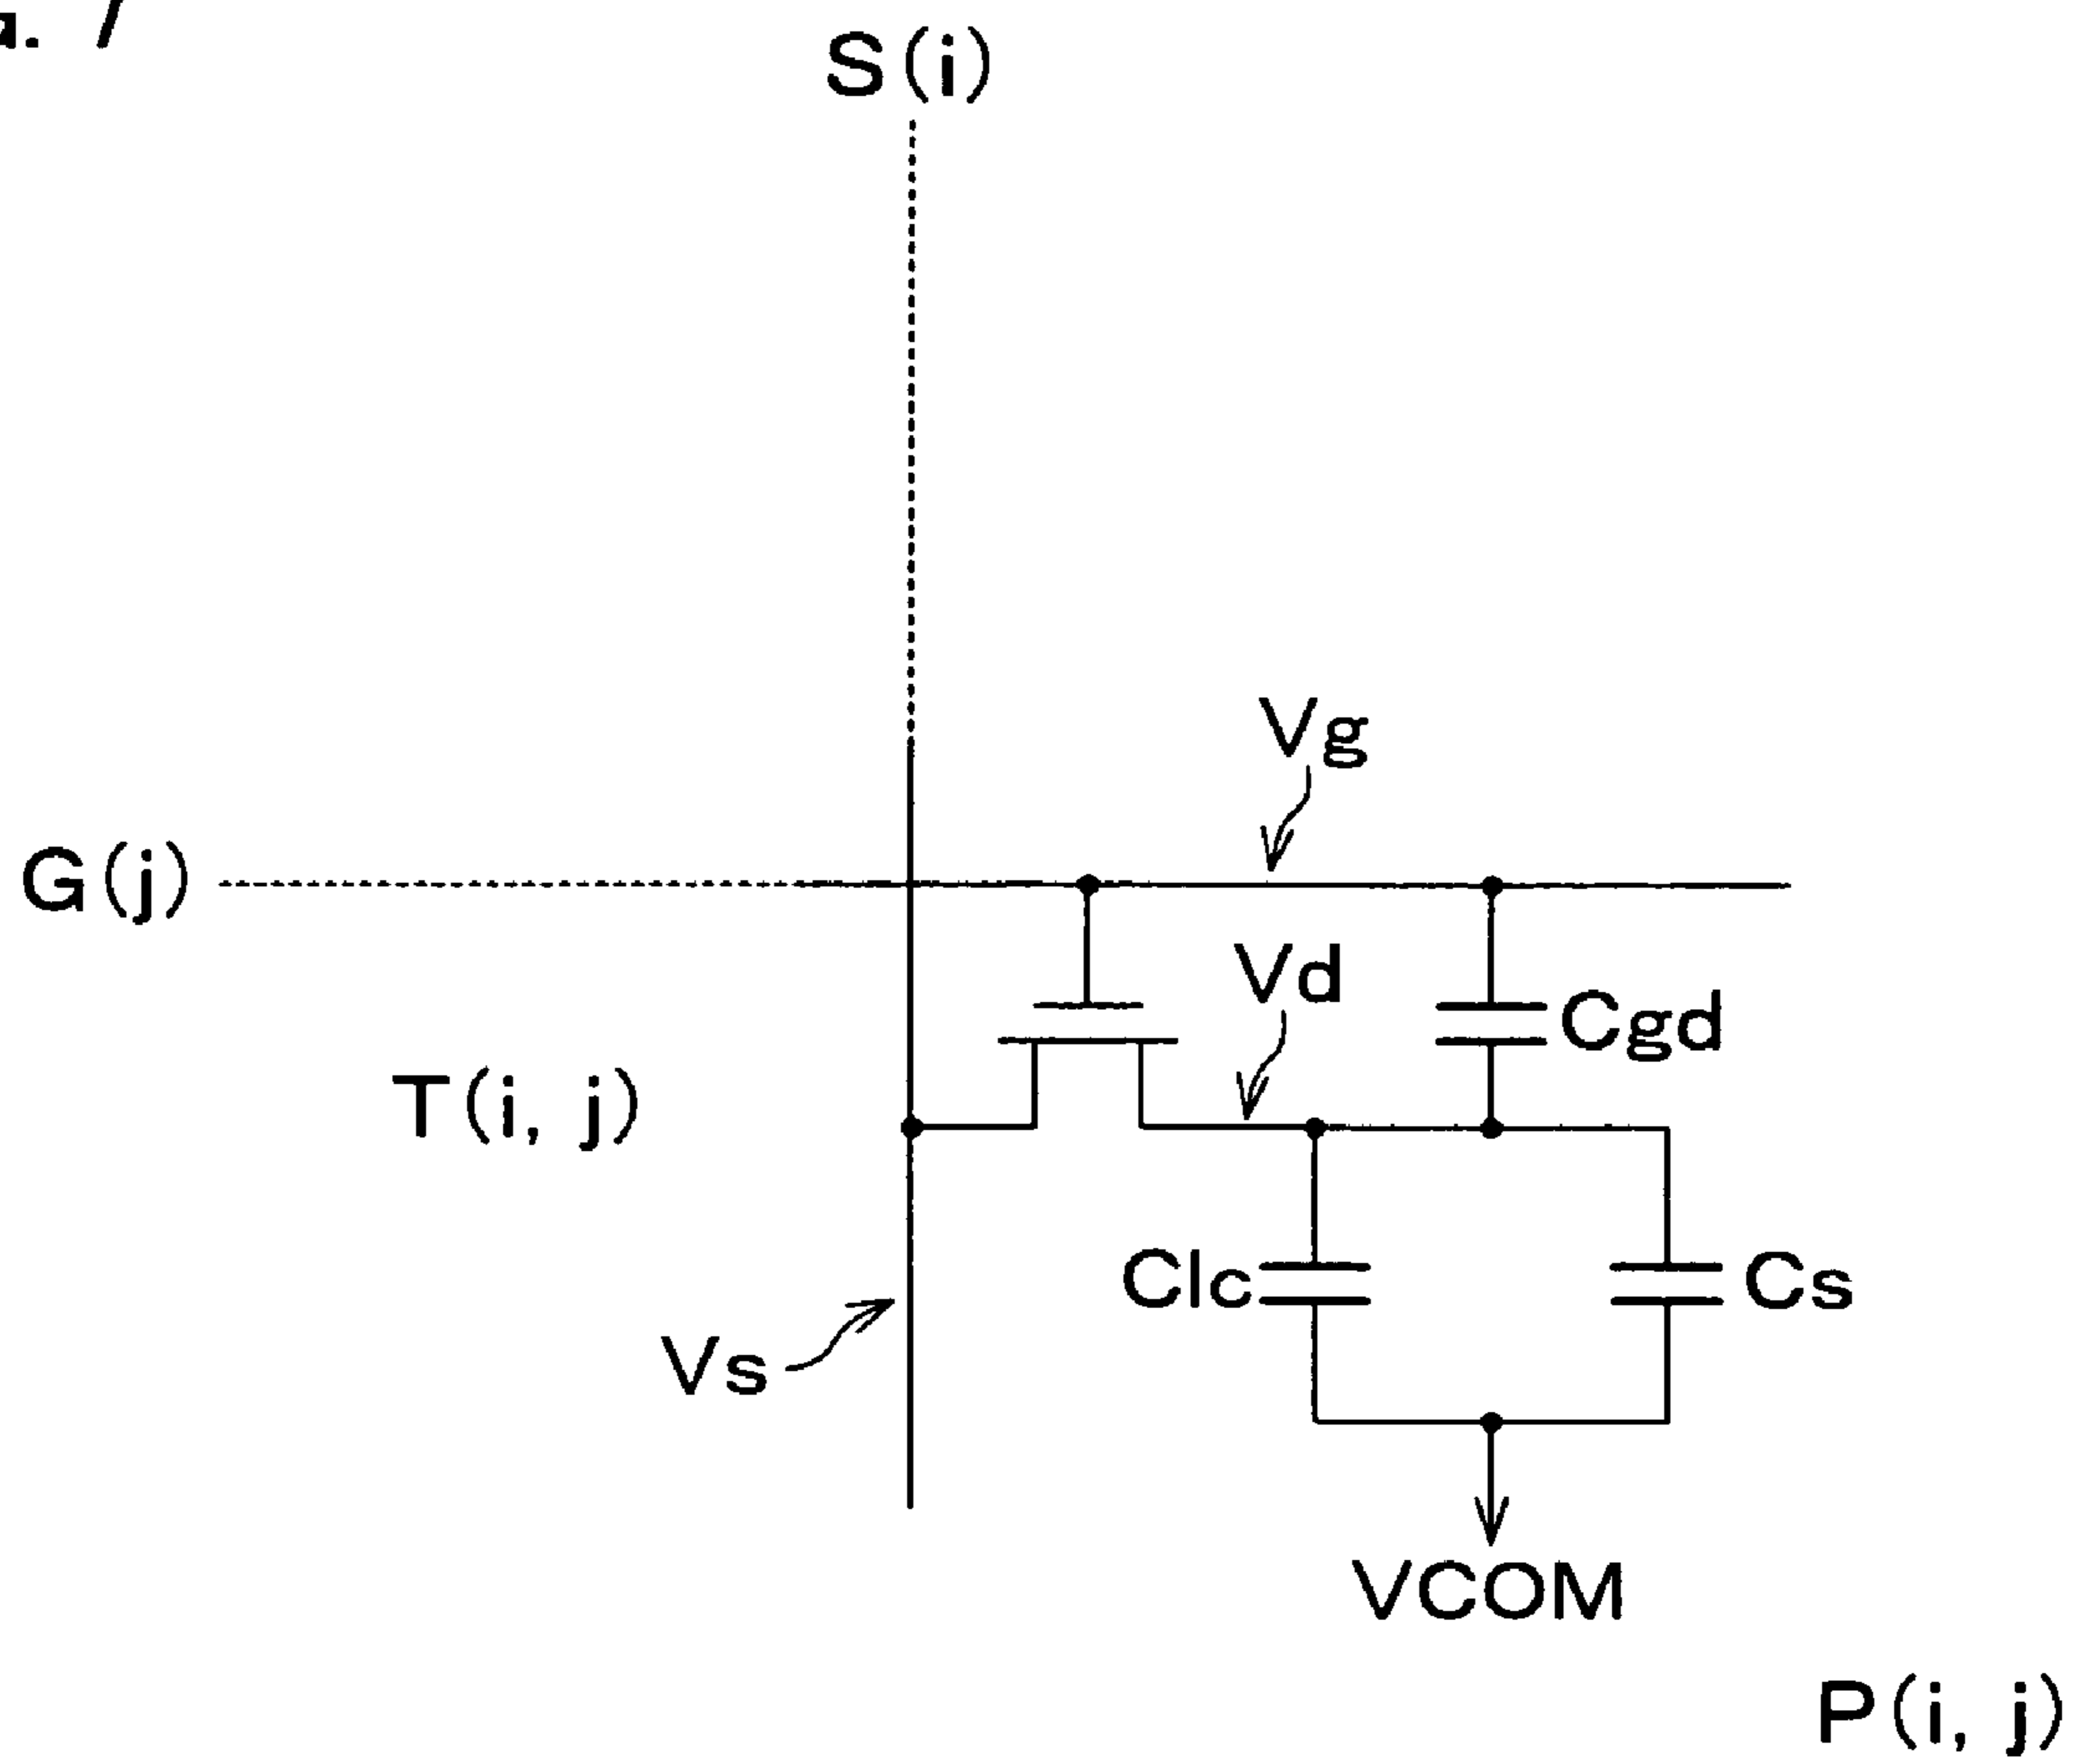 S(i)
Vg
G(j)
Vd
Cgd
T(i, j)
Clc
Cs
Vs
VCOM
P(i, j)